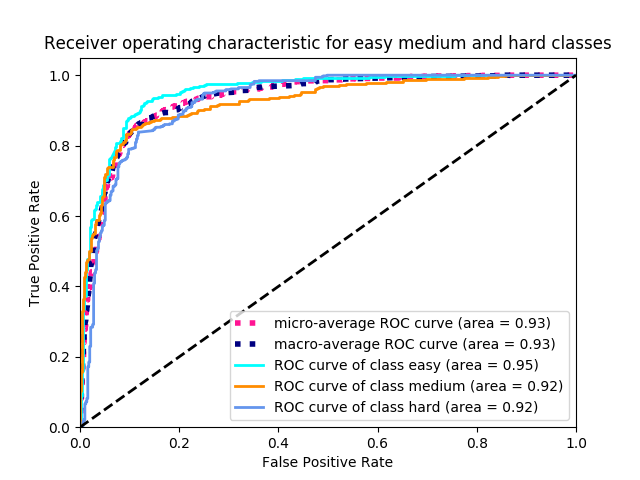 Receiver operating characteristic for easy medium and hard classes
True Positive Rate
1.0
0.8
0.6
0.4
0.2
0.0
micro-average ROC curve (area = 0.93)
macro-average ROC curve (area = 0.93)
ROC curve of class easy (area = 0.95)
ROC curve of class medium (area = 0.92)
ROC curve of class hard (area = 0.92)
0.0 0.2 0.4 0.6 0.8 1.0
False Positive Rate